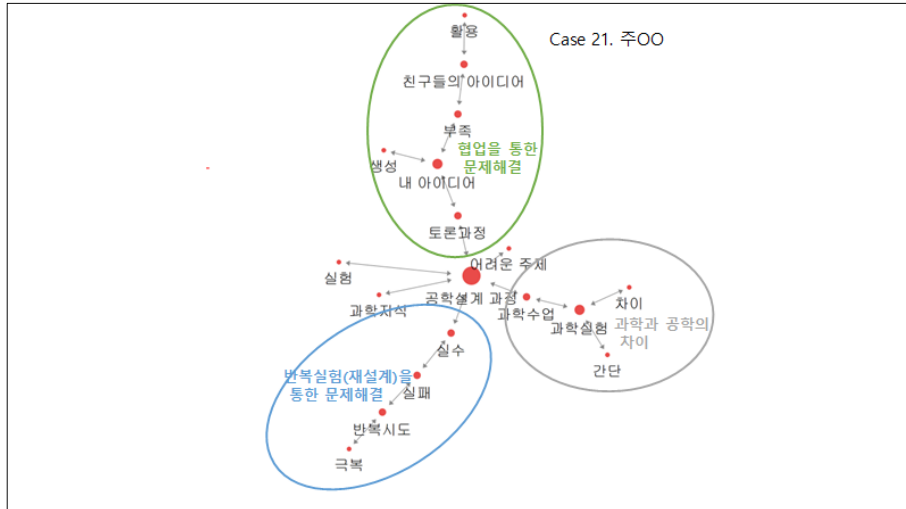 Case 21. 주OO
활용
친구들의 아이디어
부족
협업을 통한
문제해결
생성
내 아이디어
토론과정
어려운 주제
실험
공학설계 과정
과학지식
과학수업
차이
과학실험
과학과 공학의
차이
간단
실수
반복실험(재설계)을
통한 문제해결
실패
반복시도
극복